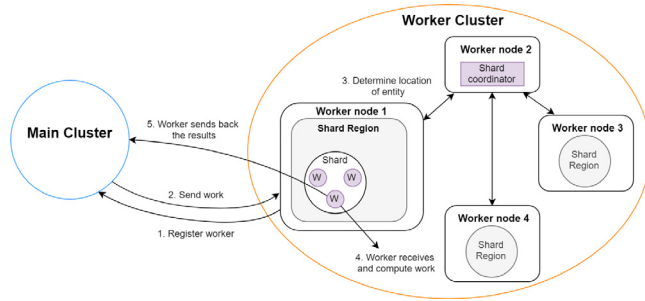 Worker Cluster
Worker node 2
Shard
coordinator
3. Determine location
of entity
Worker node 1
Shard Region
Shard
W
W
W
5. Worker sends back
the results
Main Cluster
Worker node 3
Shard
Region
2. Send work
1. Register worker
4. Worker receives
and compute work
Worker node 4
Shard
Region